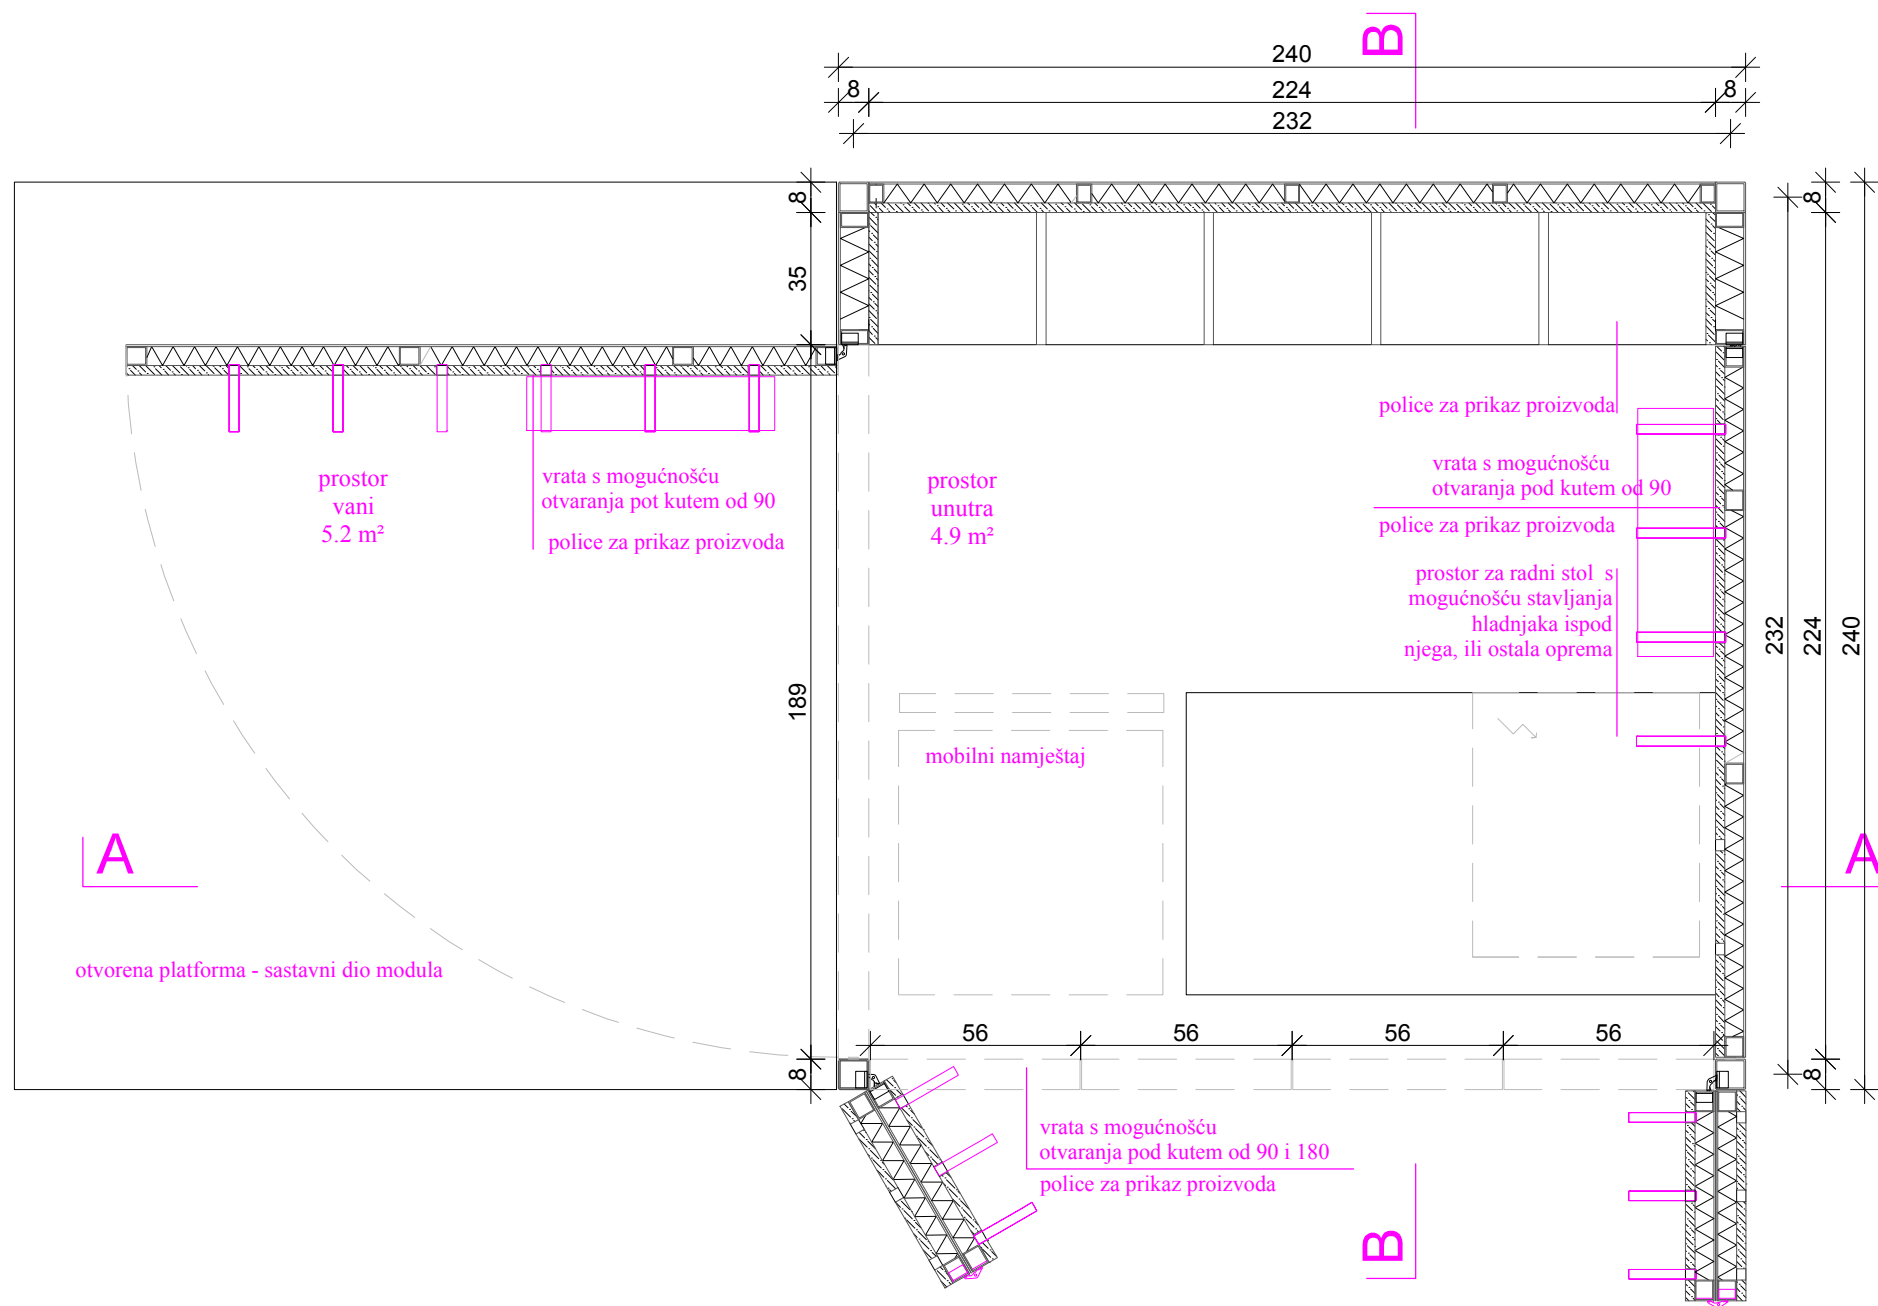 B
240
8
224
8
232
8
35
189
8
8
232
224
240
8
police za prikaz proizvoda
vrata s mogućnošću
otvaranja pod kutem od 90
police za prikaz proizvoda
prostor za radni stol s
mogućnošću stavljanja
hladnjaka ispod
njega, ili ostala oprema
prostor
vani
5.2 m²
vrata s mogućnošću
otvaranja pot kutem od 90
police za prikaz proizvoda
prostor
unutra
4.9 m²
mobilni namještaj
A
A
otvorena platforma - sastavni dio modula
56
56
56
56
vrata s mogućnošću
otvaranja pod kutem od 90 i 180
police za prikaz proizvoda
B